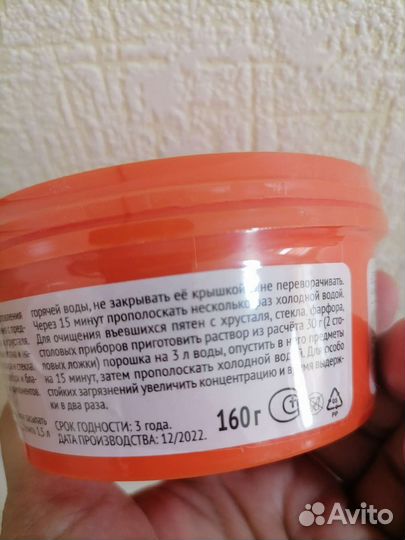 горячей воды, не закрывать её крышкой и не переворачивать.
Через 15 минут прополоскать несколько раз холодной водой.
Для очищения въевшихся пятен с хрусталя, стекла, фарфора,
столовых приборов приготовить раствор из расчёта 30 г (2 сто-
ловых ложки) порошка на 3 л воды, опустить в него предметы
на 15 минут, затем прополоскать холодной водой. Для особо
стойких загрязнений увеличить концентрацию и время выдерж-
ки в два раза.
СРОК ГОДНОСТИ: 3 года.
ДАТА ПРОИЗВОДСТВА: 12/2022.
160 г
PP
Avito